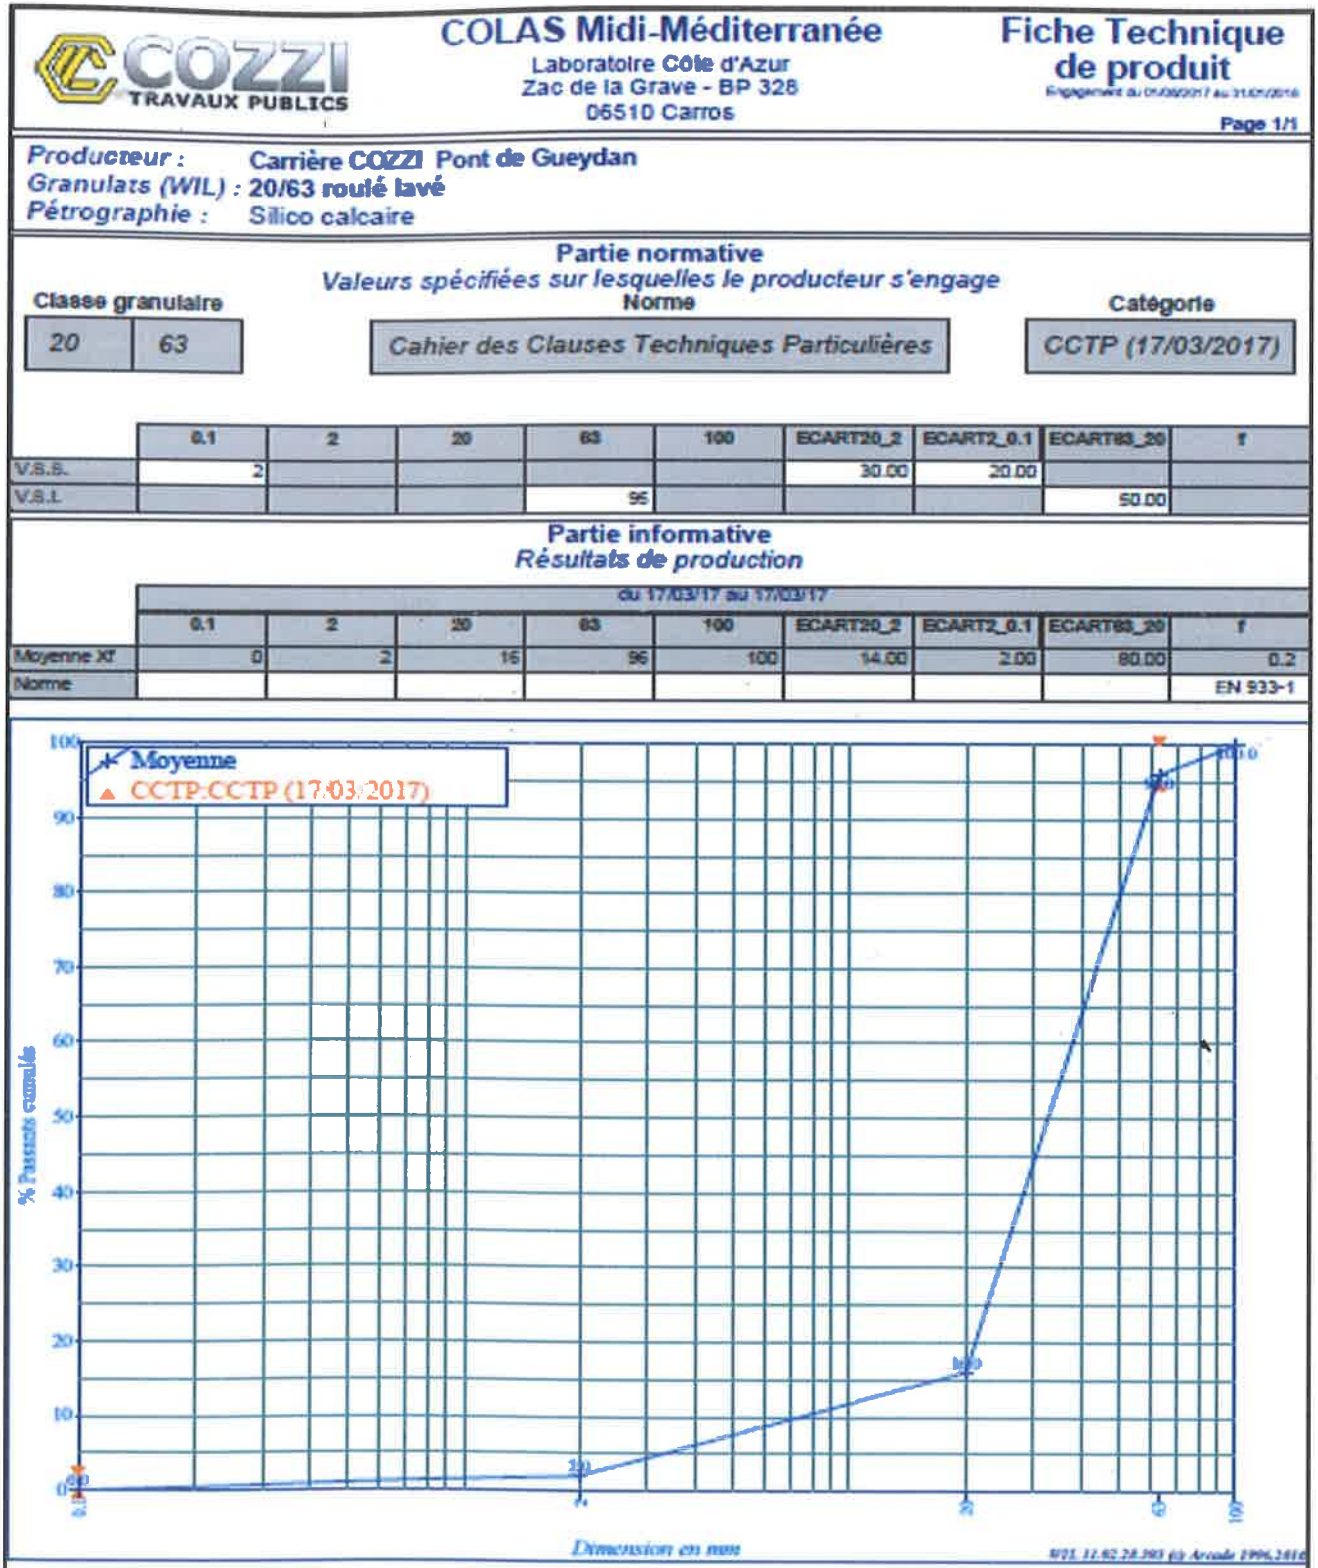 COZZI
TRAVAUX PUBLICS
COLAS Midi-Méditerranée
Laboratoire Côte d'Azur
Zac de la Grave - BP 328
06510 Carros
Fiche Technique
de produit
Page 1/1
Producteur : Carrière COZZI Pont de Gueydan
Granulats (WIL) : 20/63 roulé lavé
Pétrographie : Silico calcaire
Partie normative
Valeurs spécifiées sur lesquelles le producteur s'engage
Classe granulaire Norme Catégorie
20 63 Cahier des Clauses Techniques Particulières CCTP (17/03/2017)
0.1 2 20 63 100 ECART20_2 ECART2_0.1 ECART63_20 f
V.S.S. 2 30.00 20.00
V.S.I. 95 50.00
Partie informative
Résultats de production
du 17/03/17 au 17/03/17
0.1 2 20 63 100 ECART20_2 ECART2_0.1 ECART63_20 f
Moyenne Xf 0 2 16 96 100 14.00 2.00 80.00 0.2
Norme EN 933-1
Moyenne
CCTP:CCTP (17/03/2017)
100
90
80
70
60
50
40
30
20
10
0
% Passants cumulés
0.1 2 20 63 100
Dimension en mm